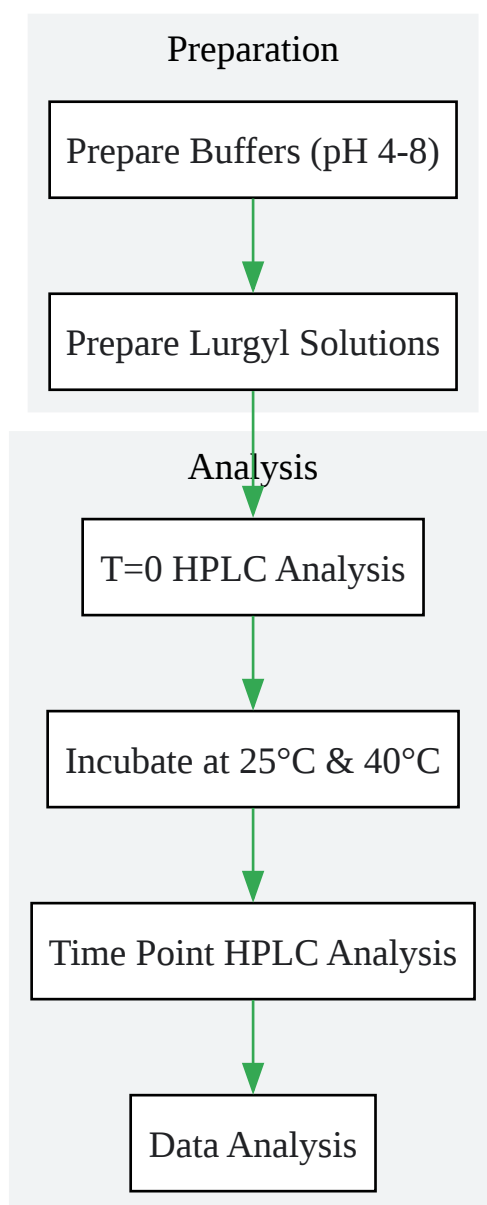 Preparation
Prepare Buffers (pH 4-8)
Prepare Lurgyl Solutions
Analysis
T=0 HPLC Analysis
Incubate at 25°C & 40°C
Time Point HPLC Analysis
Data Analysis